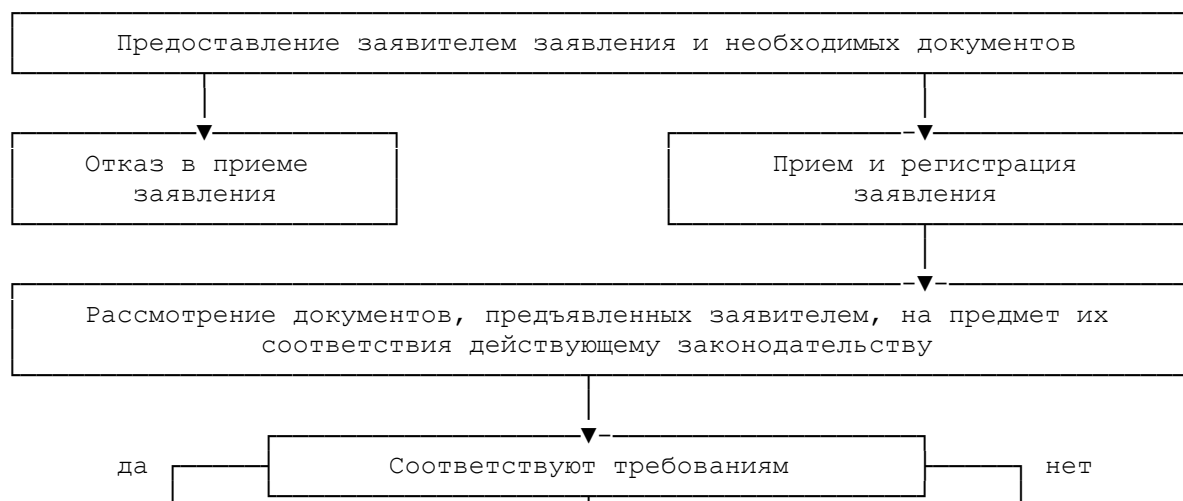 Предоставление заявителем заявления и необходимых документов
Отказ в приеме
заявления
Прием и регистрация
заявления
Рассмотрение документов, предъявленных заявителем, на предмет их
соответствия действующему законодательству
да
Соответствуют требованиям
нет